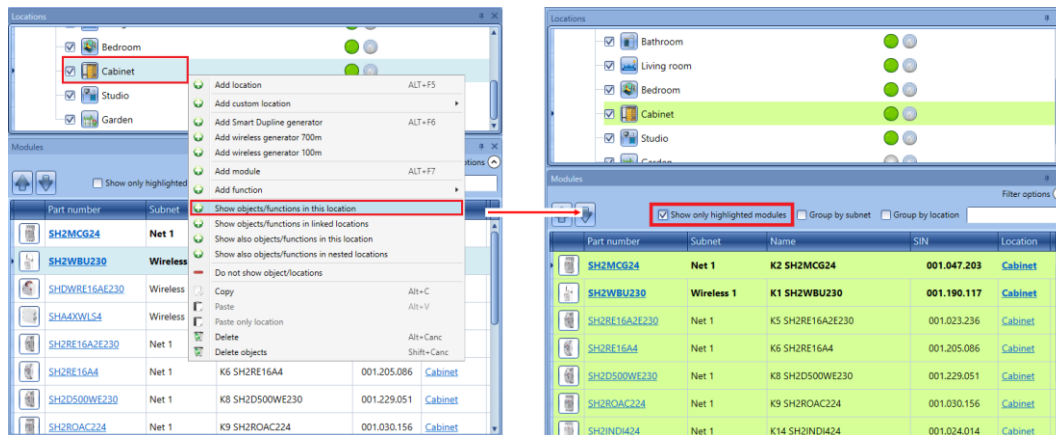 Locations
Bedroom
Cabinet
Studio
Garden
Add location ALT+F5
Add custom location
Add Smart Dupline generator ALT+F6
Add wireless generator 700m
Add wireless generator 100m
Add module ALT+F7
Add function
Show objects/functions in this location
Show objects/functions in linked locations
Show also objects/functions in this location
Show also objects/functions in nested locations
Do not show object/locations
Copy Alt+C
Paste Alt+V
Paste only location
Delete Alt+Canc
Delete objects Shift+Canc
Modules
ptions
Show only highlighted
Part number Subnet
SH2MCG24 Net 1
SH2WBU230 Wireless
SHDWRE16AE230 Wireless
SHA4XWLS4 Wireless
SH2RE16A2E230 Net 1
SH2RE16A4 Net 1 K6 SH2RE16A4 001.205.086 Cabinet
SH2D500WE230 Net 1 K8 SH2D500WE230 001.229.051 Cabinet
SH2ROAC224 Net 1 K9 SH2ROAC224 001.030.156 Cabinet
Locations
Bathroom
Living room
Bedroom
Cabinet
Studio
Garden
Modules
Filter options
Show only highlighted modules Group by subnet Group by location
Part number Subnet Name SIN Location
SH2MCG24 Net 1 K2 SH2MCG24 001.047.203 Cabinet
SH2WBU230 Wireless 1 K1 SH2WBU230 001.190.117 Cabinet
SH2RE16A2E230 Net 1 K5 SH2RE16A2E230 001.023.236 Cabinet
SH2RE16A4 Net 1 K6 SH2RE16A4 001.205.086 Cabinet
SH2D500WE230 Net 1 K8 SH2D500WE230 001.229.051 Cabinet
SH2ROAC224 Net 1 K9 SH2ROAC224 001.030.156 Cabinet
SH2INDI424 Net 1 K14 SH2INDI424 001.024.014 Cabinet